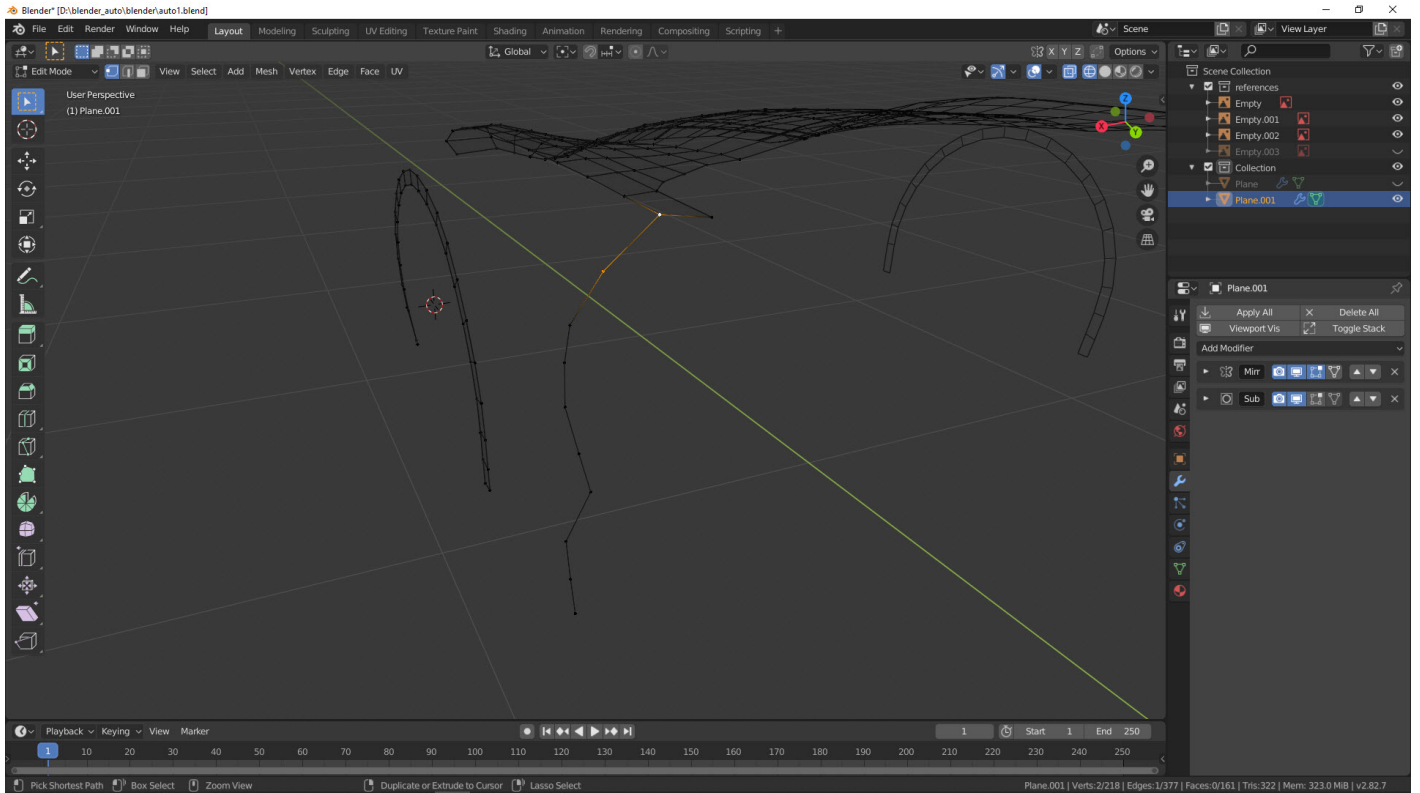 Blender* [D:\blender_auto\blender\auto1.blend]
File Edit Render Window Help Layout Modeling Sculpting UV Editing Texture Paint Shading Animation Rendering Compositing Scripting + Scene View Layer
Global X Y Z Options
Edit Mode View Select Add Mesh Vertex Edge Face UV
User Perspective
(1) Plane.001
Z
X
Y
Scene Collection
references
Empty
Empty.001
Empty.002
Empty.003
Collection
Plane
Plane.001
Plane.001
Apply All Delete All
Viewport Vis Toggle Stack
Add Modifier
Mirr
Sub
Playback Keying View Marker 1 Start 1 End 250
1 10 20 30 40 50 60 70 80 90 100 110 120 130 140 150 160 170 180 190 200 210 220 230 240 250
Pick Shortest Path Box Select Zoom View Duplicate or Extrude to Cursor Lasso Select Plane.001 | Verts:2/218 | Edges:1/377 | Faces:0/161 | Tris:322 | Mem: 323.0 MiB | v2.82.7